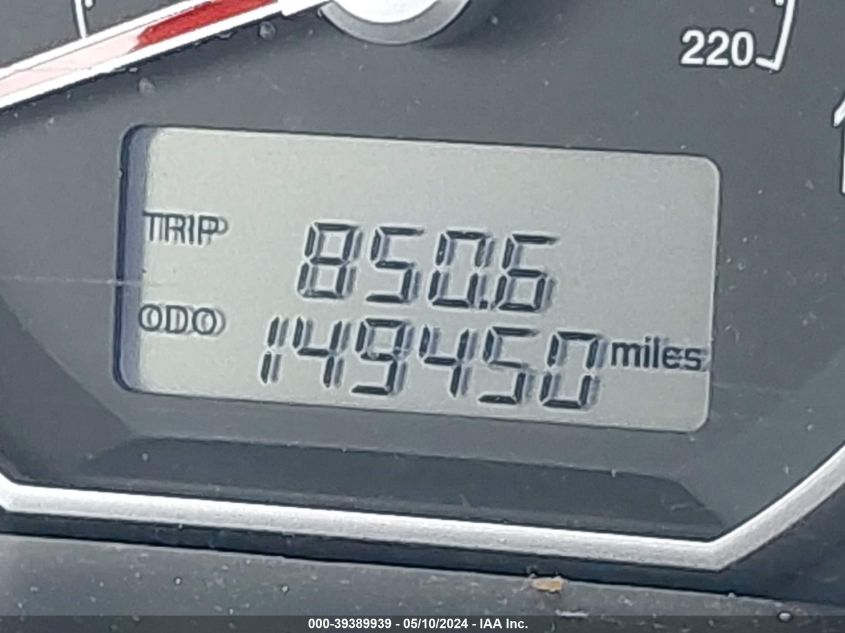 220
TRIP 850.6
ODO 149450 miles
000-39389939 - 05/10/2024 - IAA Inc.